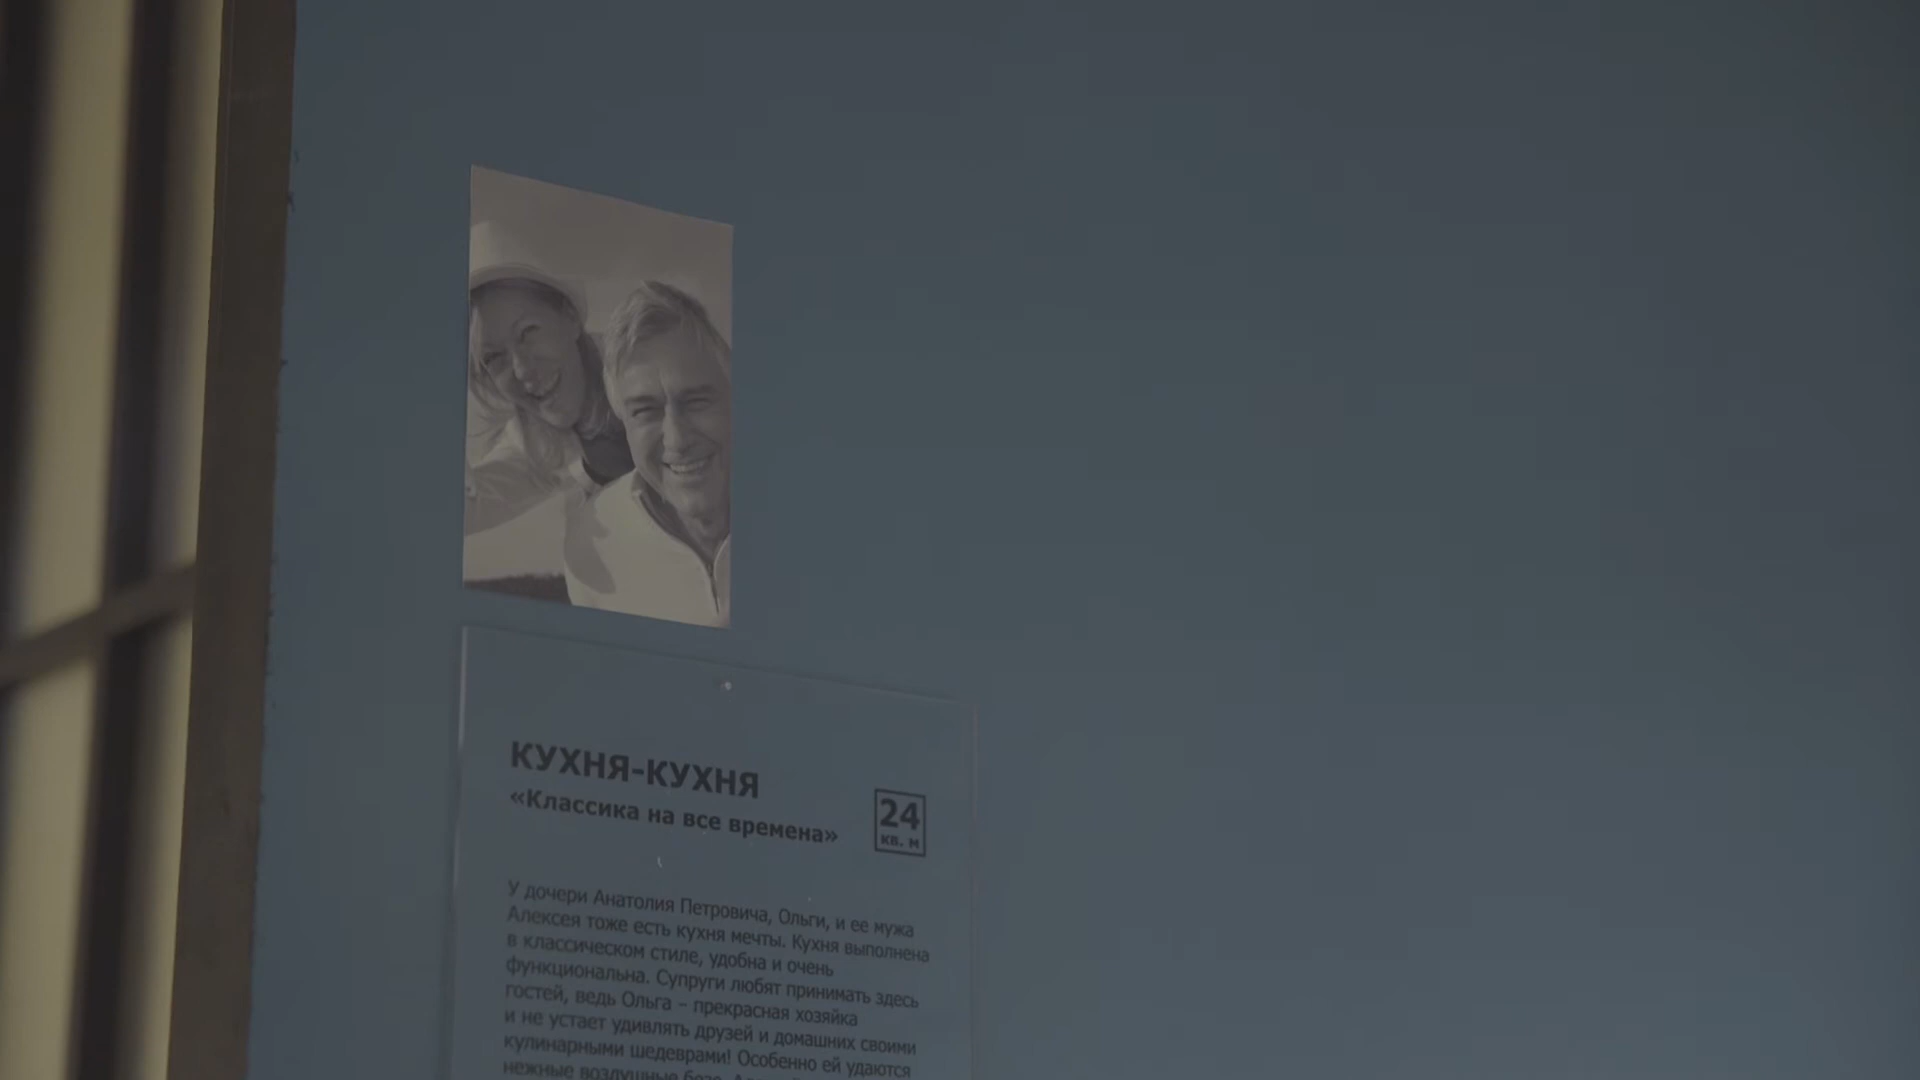 КУХНЯ-КУХНЯ
«Классика на все времена»
24
кв. м
У дочери Анатолия Петровича, Ольги, и ее мужа
Алексея тоже есть кухня мечты. Кухня выполнена
в классическом стиле, удобна и очень
функциональна. Супруги любят принимать здесь
гостей, ведь Ольга – прекрасная хозяйка
и не устает удивлять друзей и домашних своими
кулинарными шедеврами! Особенно ей удаются
нежные воздушные безе.